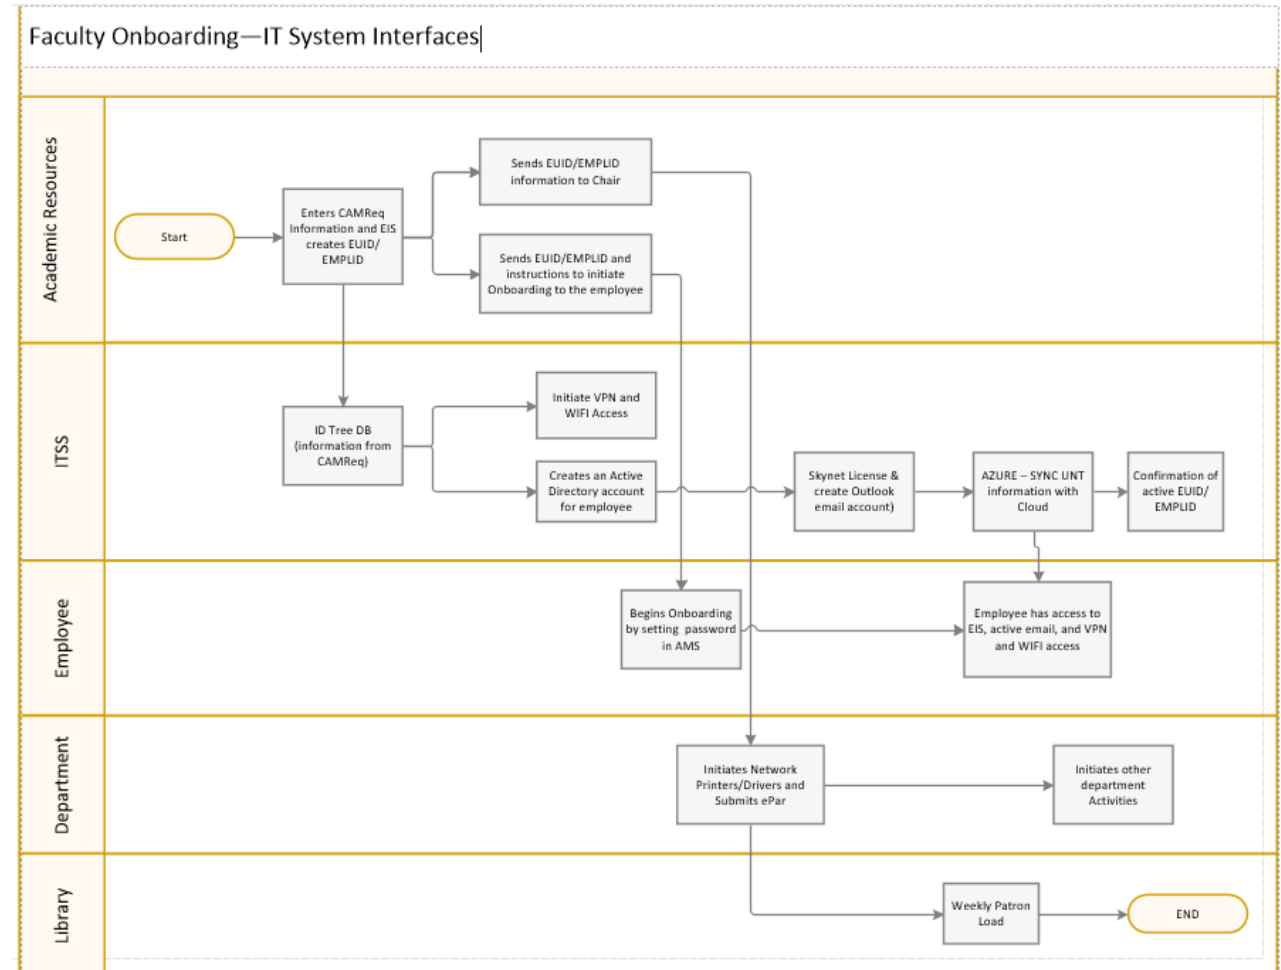 Faculty Onboarding—IT System Interfaces
Academic Resources
Start
Enters CAMReq
Information and EIS
creates EUID/
EMPLID
Sends EUID/EMPLID
information to Chair
Sends EUID/EMPLID and
instructions to initiate
Onboarding to the employee
ITSS
ID Tree DB
(information from
CAMReq)
Initiate VPN and
WIFI Access
Creates an Active
Directory account
for employee
Skynet License &
create Outlook
email account)
AZURE – SYNC UNT
information with
Cloud
Confirmation of
active EUID/
EMPLID
Employee
Begins Onboarding
by setting  password
in AMS
Employee has access to
EIS, active email, and VPN
and WIFI access
Department
Initiates Network
Printers/Drivers and
Submits ePar
Initiates other
department
Activities
Library
Weekly Patron
Load
END